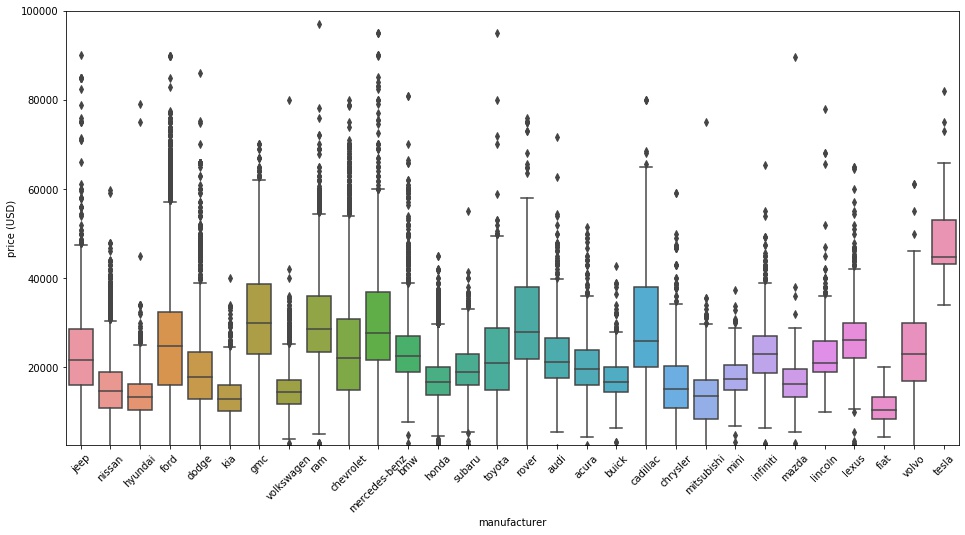 100000
80000
60000
40000
20000
price (USD)
jeep
nissan
hyundai
ford
dodge
kia
gmc
volkswagen
ram
chevrolet
mercedes-benz
bmw
honda
subaru
toyota
rover
audi
acura
buick
cadillac
chrysler
mitsubishi
mini
infiniti
mazda
lincoln
lexus
fiat
volvo
tesla
manufacturer